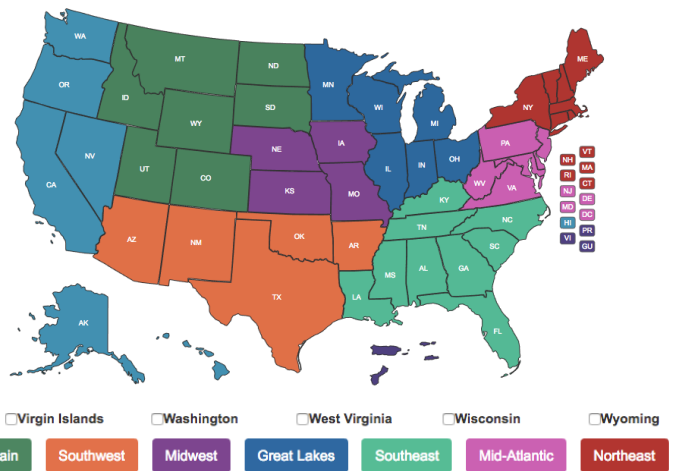 WA
MT
ND
MN
ME
OR
ID
SD
WI
MI
NY
WY
NV
UT
CO
NE
IA
KS
MO
IL
IN
OH
PA
WV
VA
KY
CA
AZ
NM
OK
AR
TN
NC
SC
MS
AL
GA
LA
TX
FL
AK
VT
NH
MA
RI
CT
NJ
DE
MD
DC
HI
PR
VI
GU
Virgin Islands Washington West Virginia Wisconsin Wyoming
ain Southwest Midwest Great Lakes Southeast Mid-Atlantic Northeast